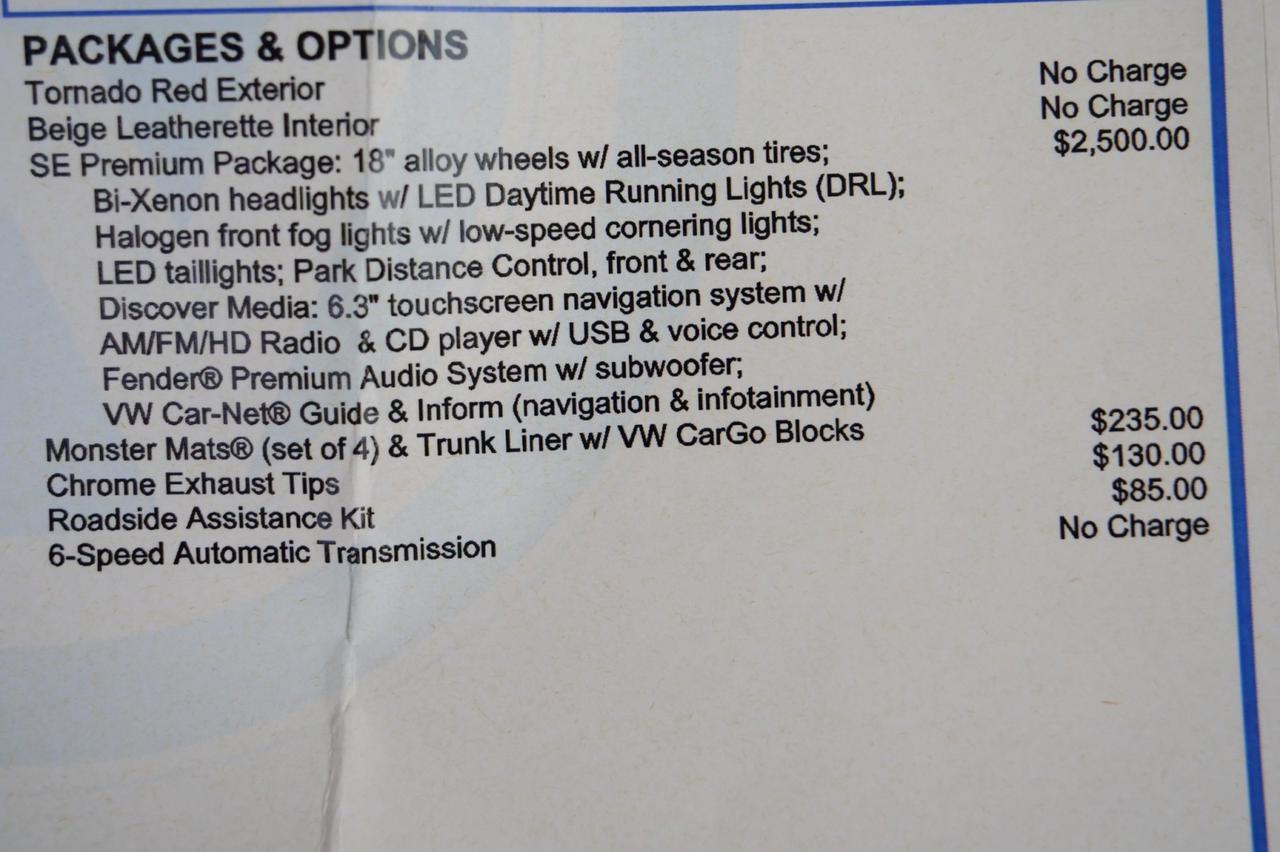 PACKAGES & OPTIONS
Tornado Red Exterior No Charge
Beige Leatherette Interior No Charge
SE Premium Package: 18" alloy wheels w/ all-season tires; $2,500.00
Bi-Xenon headlights w/ LED Daytime Running Lights (DRL);
Halogen front fog lights w/ low-speed cornering lights;
LED taillights; Park Distance Control, front & rear;
Discover Media: 6.3" touchscreen navigation system w/
AM/FM/HD Radio & CD player w/ USB & voice control;
Fender® Premium Audio System w/ subwoofer;
VW Car-Net® Guide & Inform (navigation & infotainment)
Monster Mats® (set of 4) & Trunk Liner w/ VW CarGo Blocks $235.00
Chrome Exhaust Tips $130.00
Roadside Assistance Kit $85.00
6-Speed Automatic Transmission No Charge